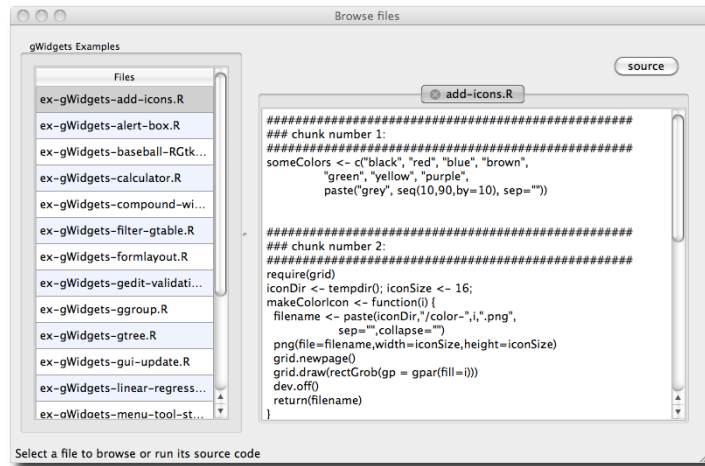 Browse files
gWidgets Examples
Files
ex-gWidgets-add-icons.R
ex-gWidgets-alert-box.R
ex-gWidgets-baseball-RGtk...
ex-gWidgets-calculator.R
ex-gWidgets-compound-wi...
ex-gWidgets-filter-gtable.R
ex-gWidgets-formlayout.R
ex-gWidgets-gedit-validati...
ex-gWidgets-ggroup.R
ex-gWidgets-gtree.R
ex-gWidgets-gui-update.R
ex-gWidgets-linear-regress...
ex-gWidgets-menu-tool-st...
source
add-icons.R
##################################################
### chunk number 1:
##################################################
someColors <- c("black", "red", "blue", "brown",
"green", "yellow", "purple",
paste("grey", seq(10,90,by=10), sep=""))
##################################################
### chunk number 2:
##################################################
require(grid)
iconDir <- tempdir(); iconSize <- 16;
makeColorIcon <- function(i) {
filename <- paste(iconDir,"/color-",i,".png",
sep="",collapse="")
png(file=filename,width=iconSize,height=iconSize)
grid.newpage()
grid.draw(rectGrob(gp = gpar(fill=i)))
dev.off()
return(filename)
}
Select a file to browse or run its source code